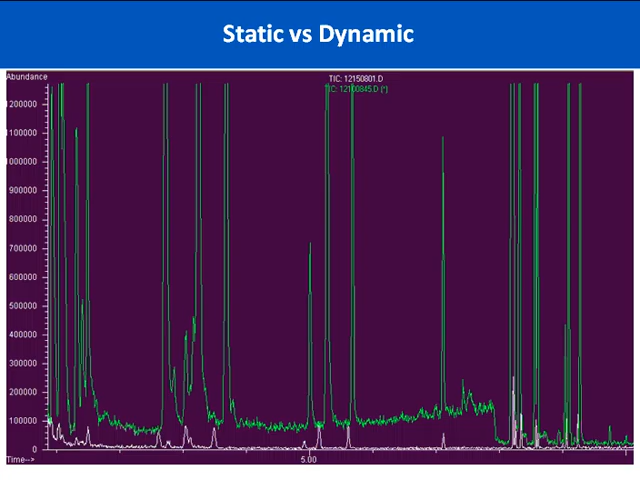 Static vs Dynamic
Abundance
TIC: 12150801.D
TIC: 12100845.D (*)
1200000
1100000
1000000
900000
800000
700000
600000
500000
400000
300000
200000
100000
0
Time-->
5.00